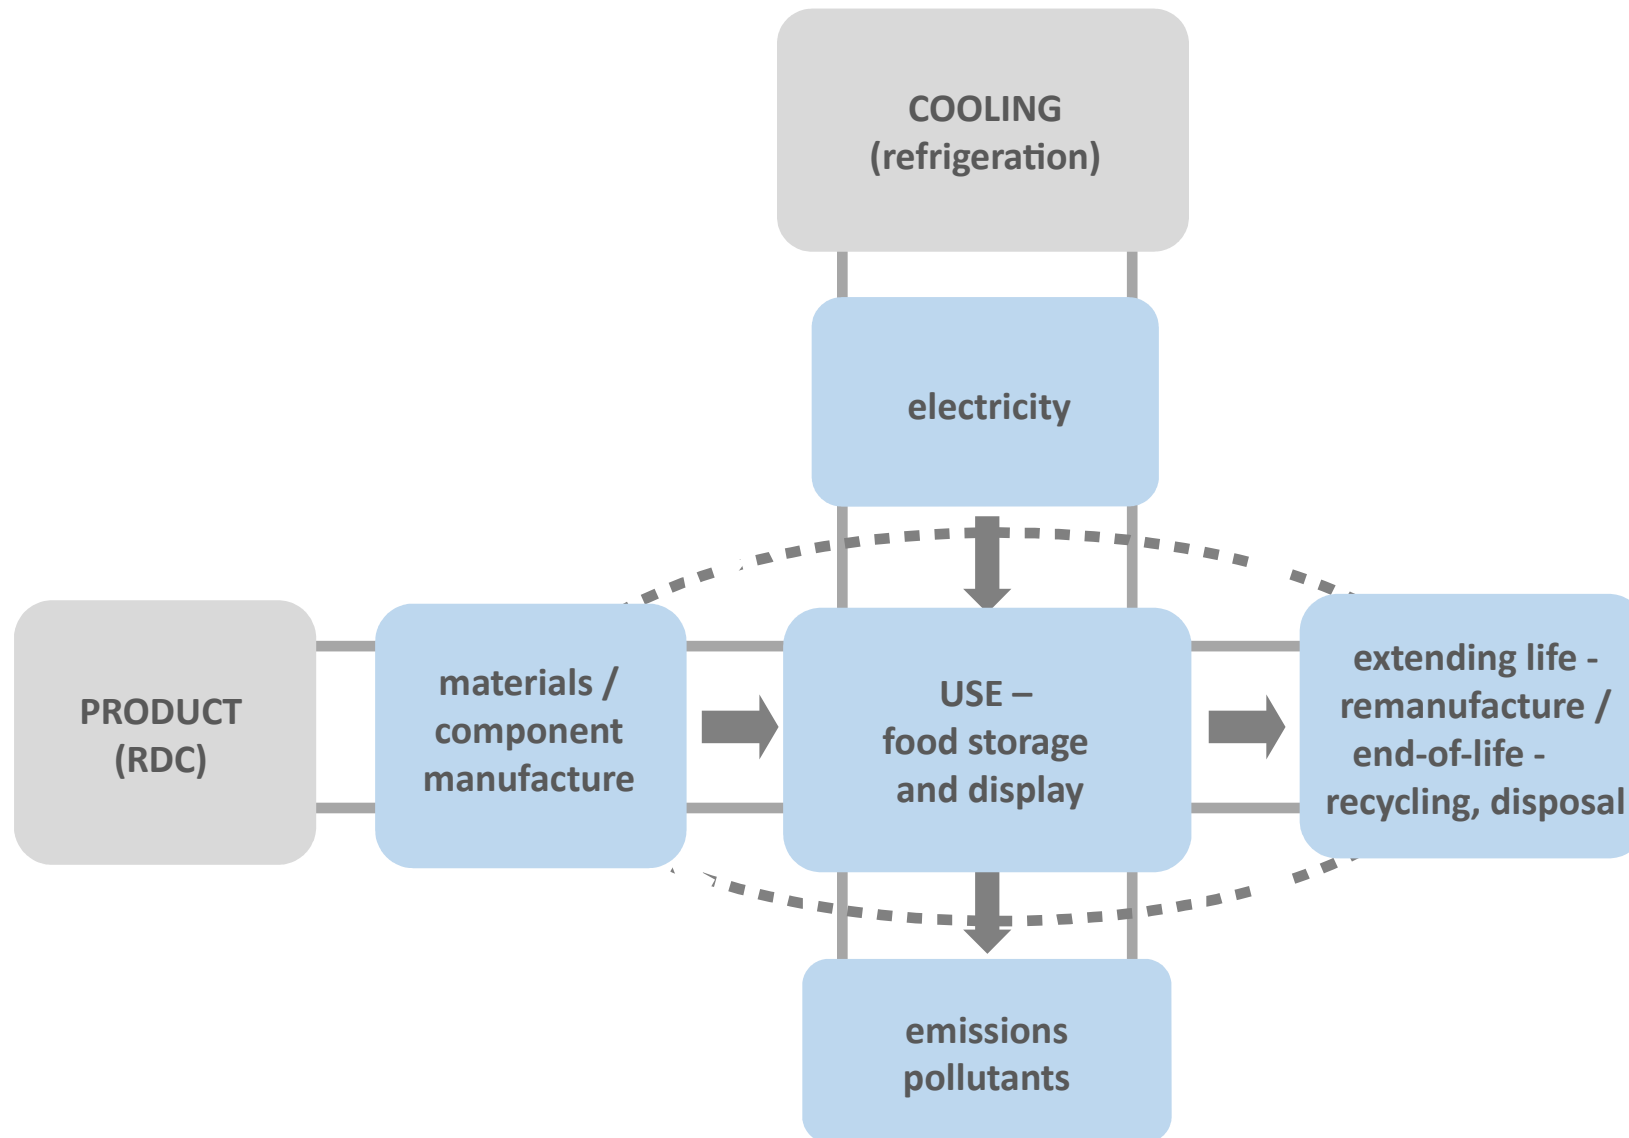 COOLING
(refrigeration)
electricity
PRODUCT
(RDC)
materials /
component
manufacture
USE –
food storage
and display
extending life -
remanufacture /
end-of-life -
recycling, disposal
emissions
pollutants